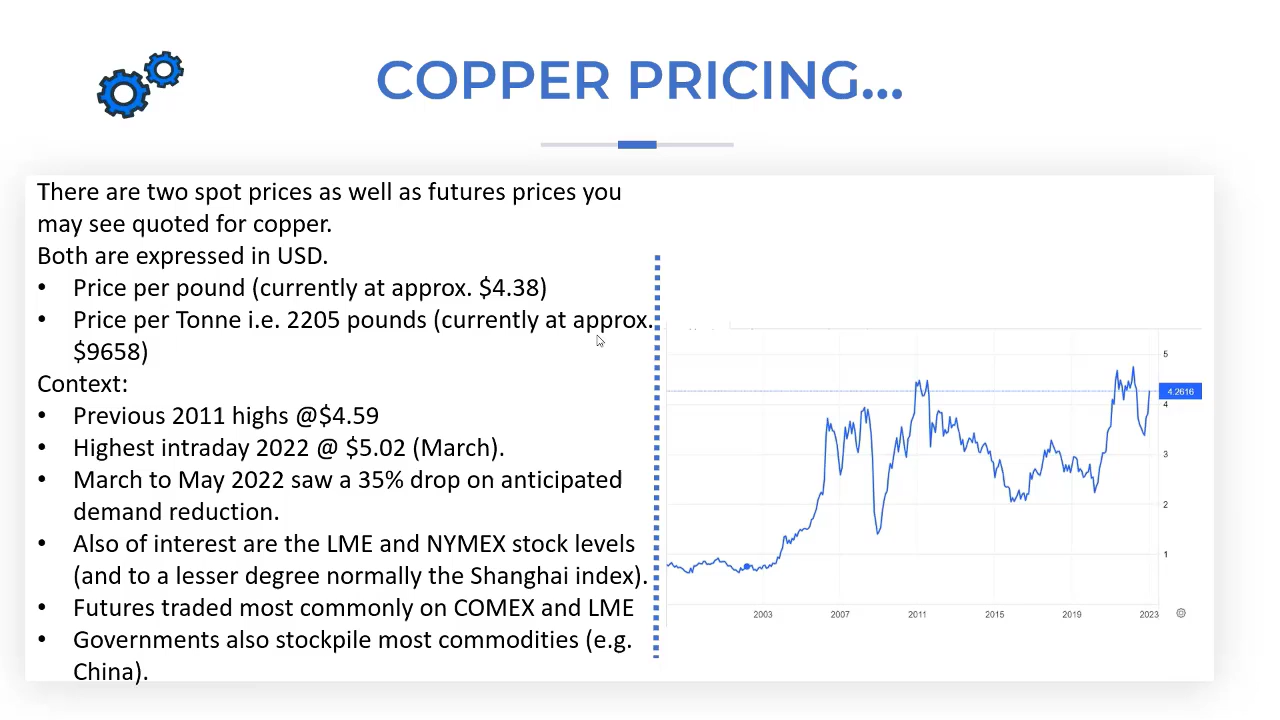 COPPER PRICING...
There are two spot prices as well as futures prices you
may see quoted for copper.
Both are expressed in USD.
• Price per pound (currently at approx. $4.38)
• Price per Tonne i.e. 2205 pounds (currently at approx.
$9658)
Context:
• Previous 2011 highs @$4.59
• Highest intraday 2022 @ $5.02 (March).
• March to May 2022 saw a 35% drop on anticipated
demand reduction.
• Also of interest are the LME and NYMEX stock levels
(and to a lesser degree normally the Shanghai index).
• Futures traded most commonly on COMEX and LME
• Governments also stockpile most commodities (e.g.
China).
5
4.2616
4
3
2
1
2003 2007 2011 2015 2019 2023